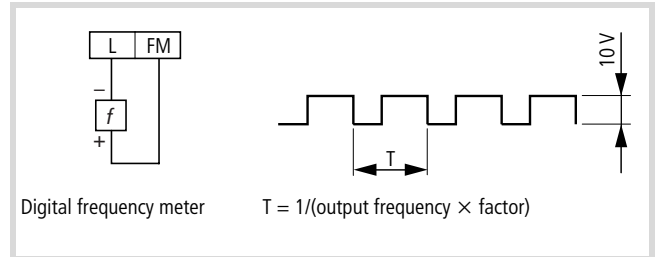 L FM
10 V
–
f
+
T
Digital frequency meter
T = 1/(output frequency × factor)